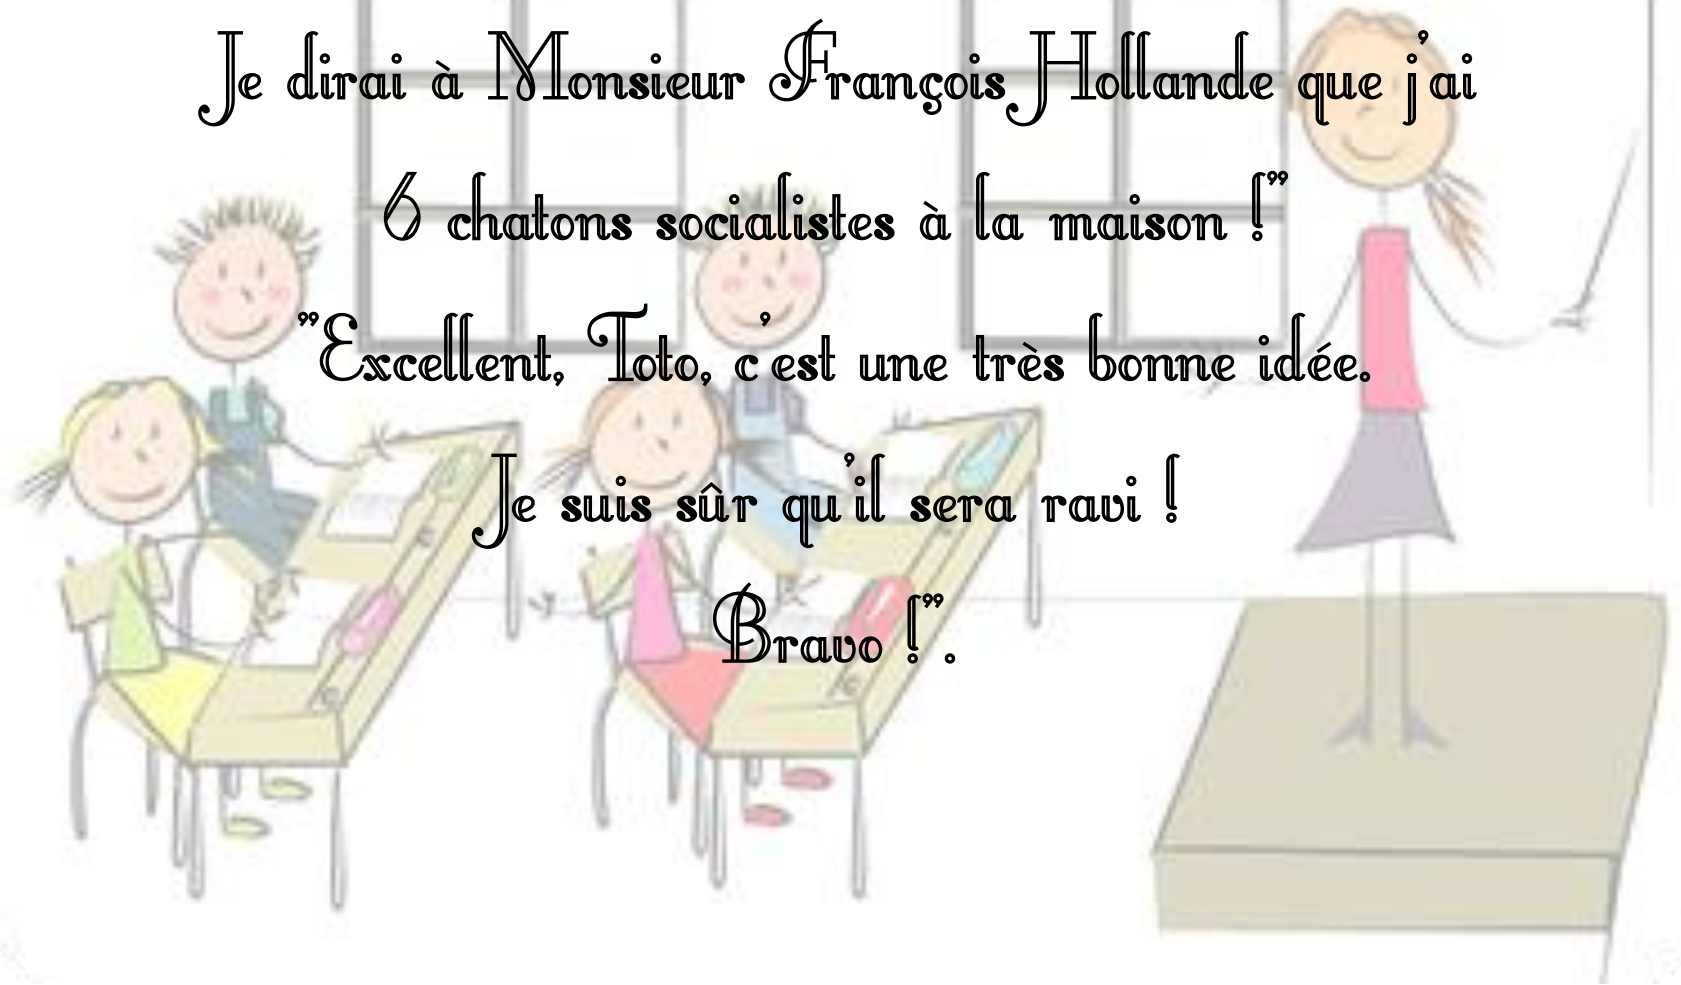 Je dirai à Monsieur François Hollande que j'ai
6 chatons socialistes à la maison !"
"Excellent, Toto, c'est une très bonne idée.
Je suis sûr qu'il sera ravi !
Bravo !".